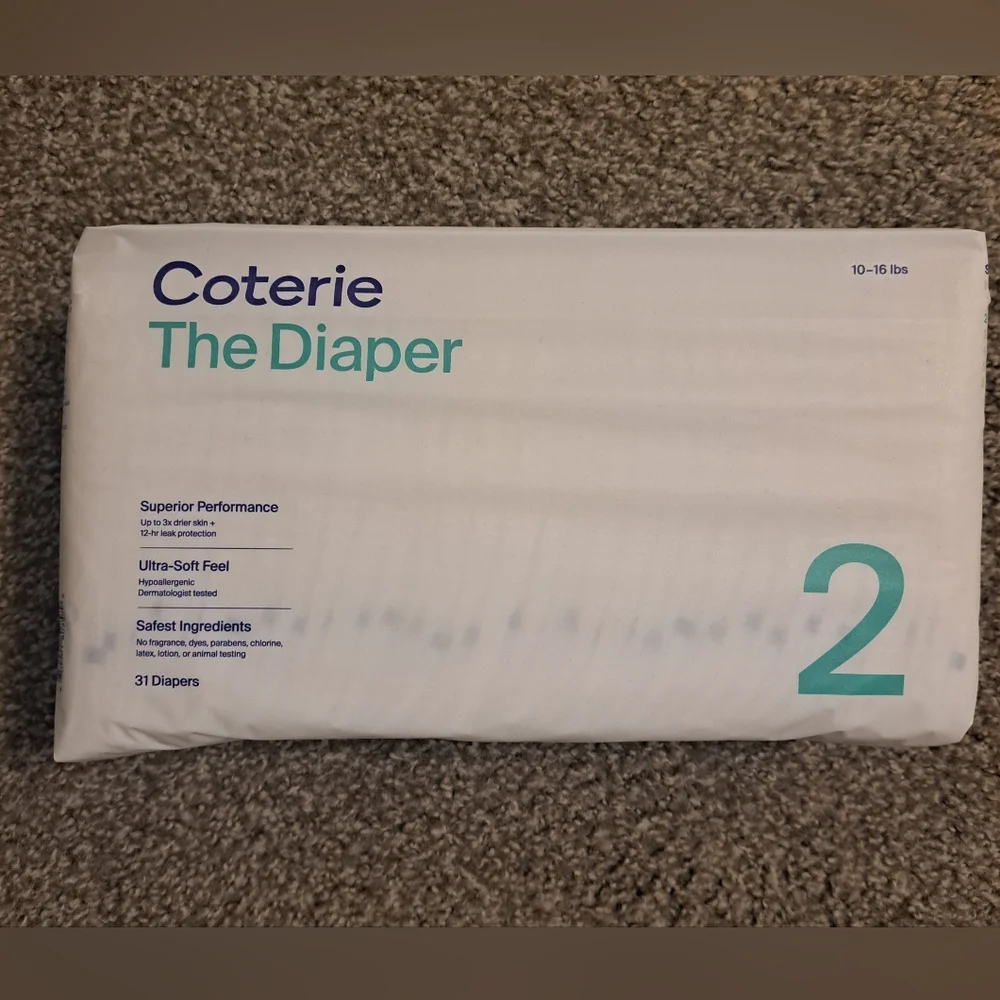 Coterie
The Diaper
10–16 lbs
Superior Performance
Up to 3x drier skin +
12-hr leak protection
Ultra-Soft Feel
Hypoallergenic
Dermatologist tested
Safest Ingredients
No fragrance, dyes, parabens, chlorine,
latex, lotion, or animal testing
31 Diapers
2